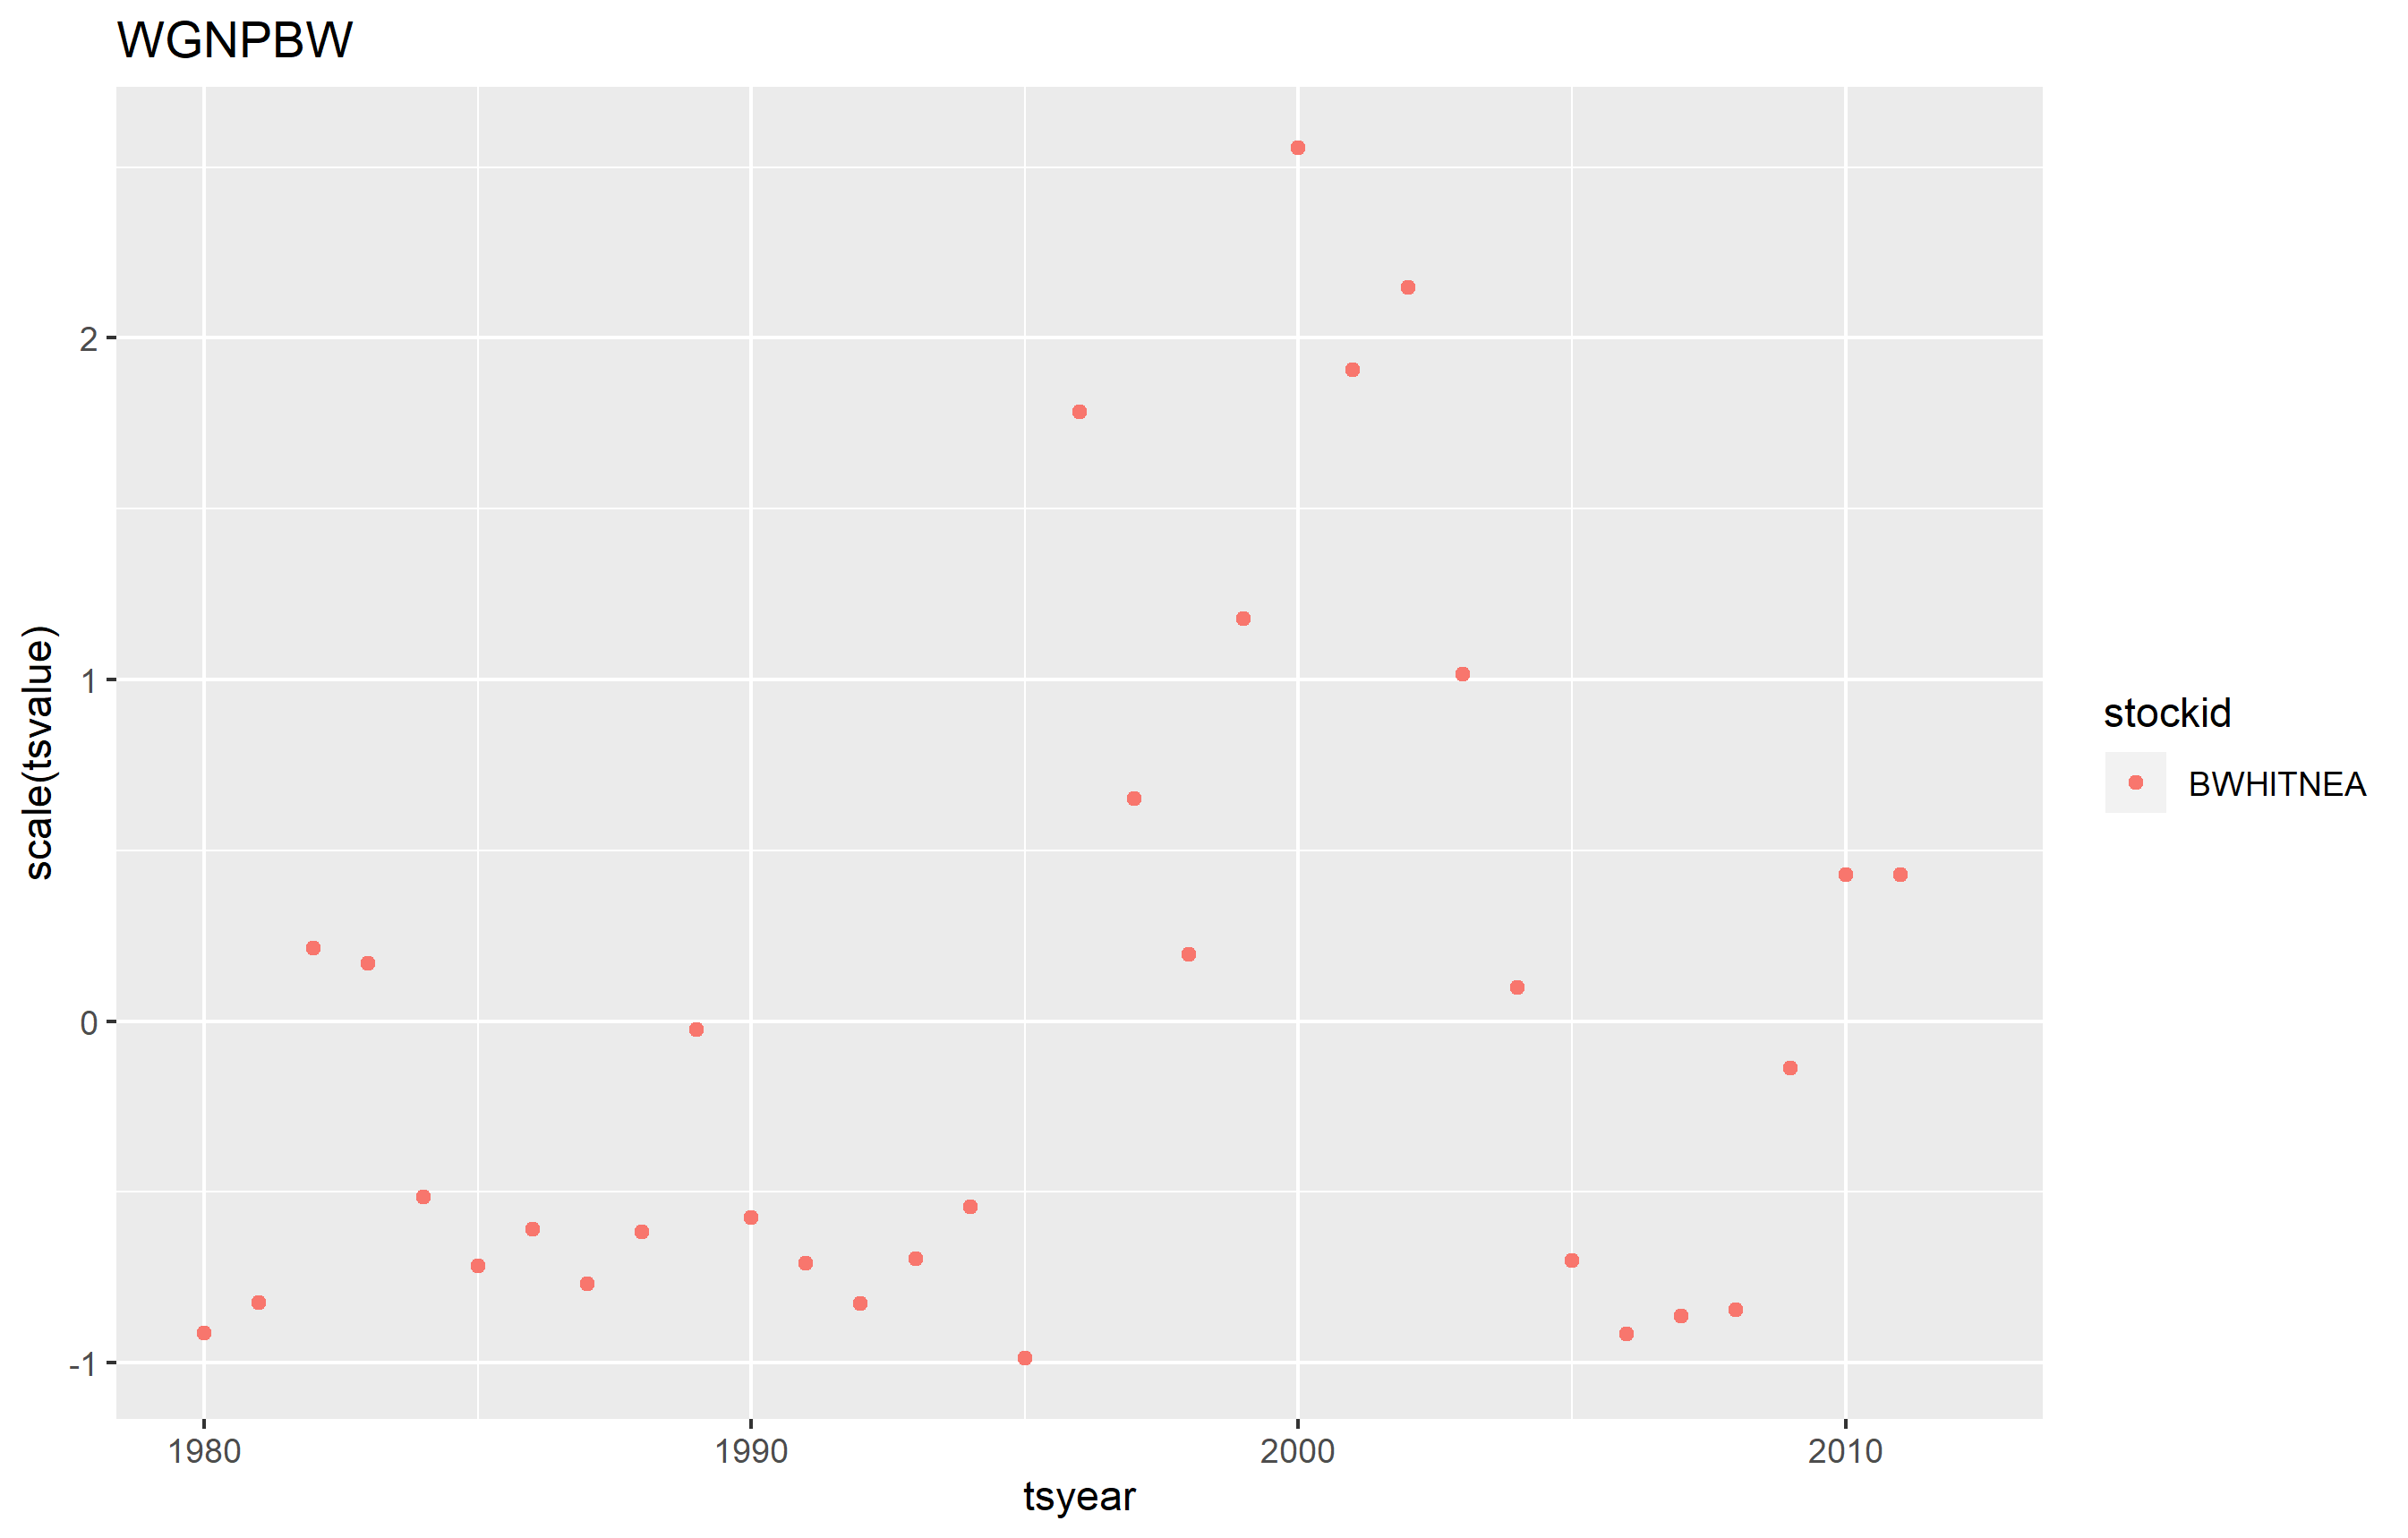 WGNPBW
scale(tsvalue)
2
1
0
-1
1980 1990 2000 2010
tsyear
stockid
BWHITNEA